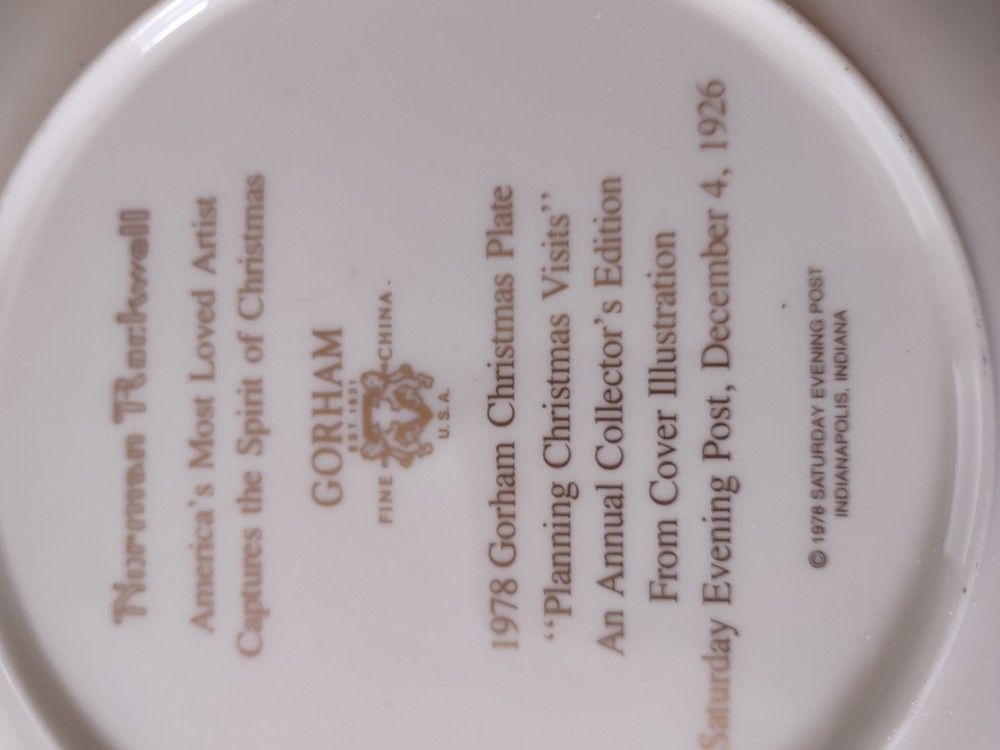 Norman Rockwell
America's Most Loved Artist
Captures the Spirit of Christmas
GORHAM
EST. 1831
FINE CHINA.
U.S.A.
1978 Gorham Christmas Plate
“Planning Christmas Visits”
An Annual Collector's Edition
From Cover Illustration
Saturday Evening Post, December 4, 1926
© 1978 SATURDAY EVENING POST
INDIANAPOLIS, INDIANA